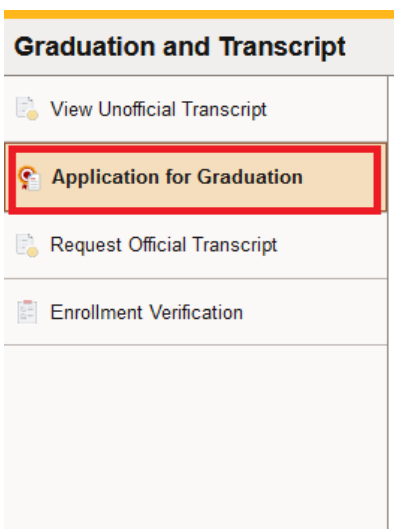 Graduation and Transcript
View Unofficial Transcript
Application for Graduation
Request Official Transcript
Enrollment Verification